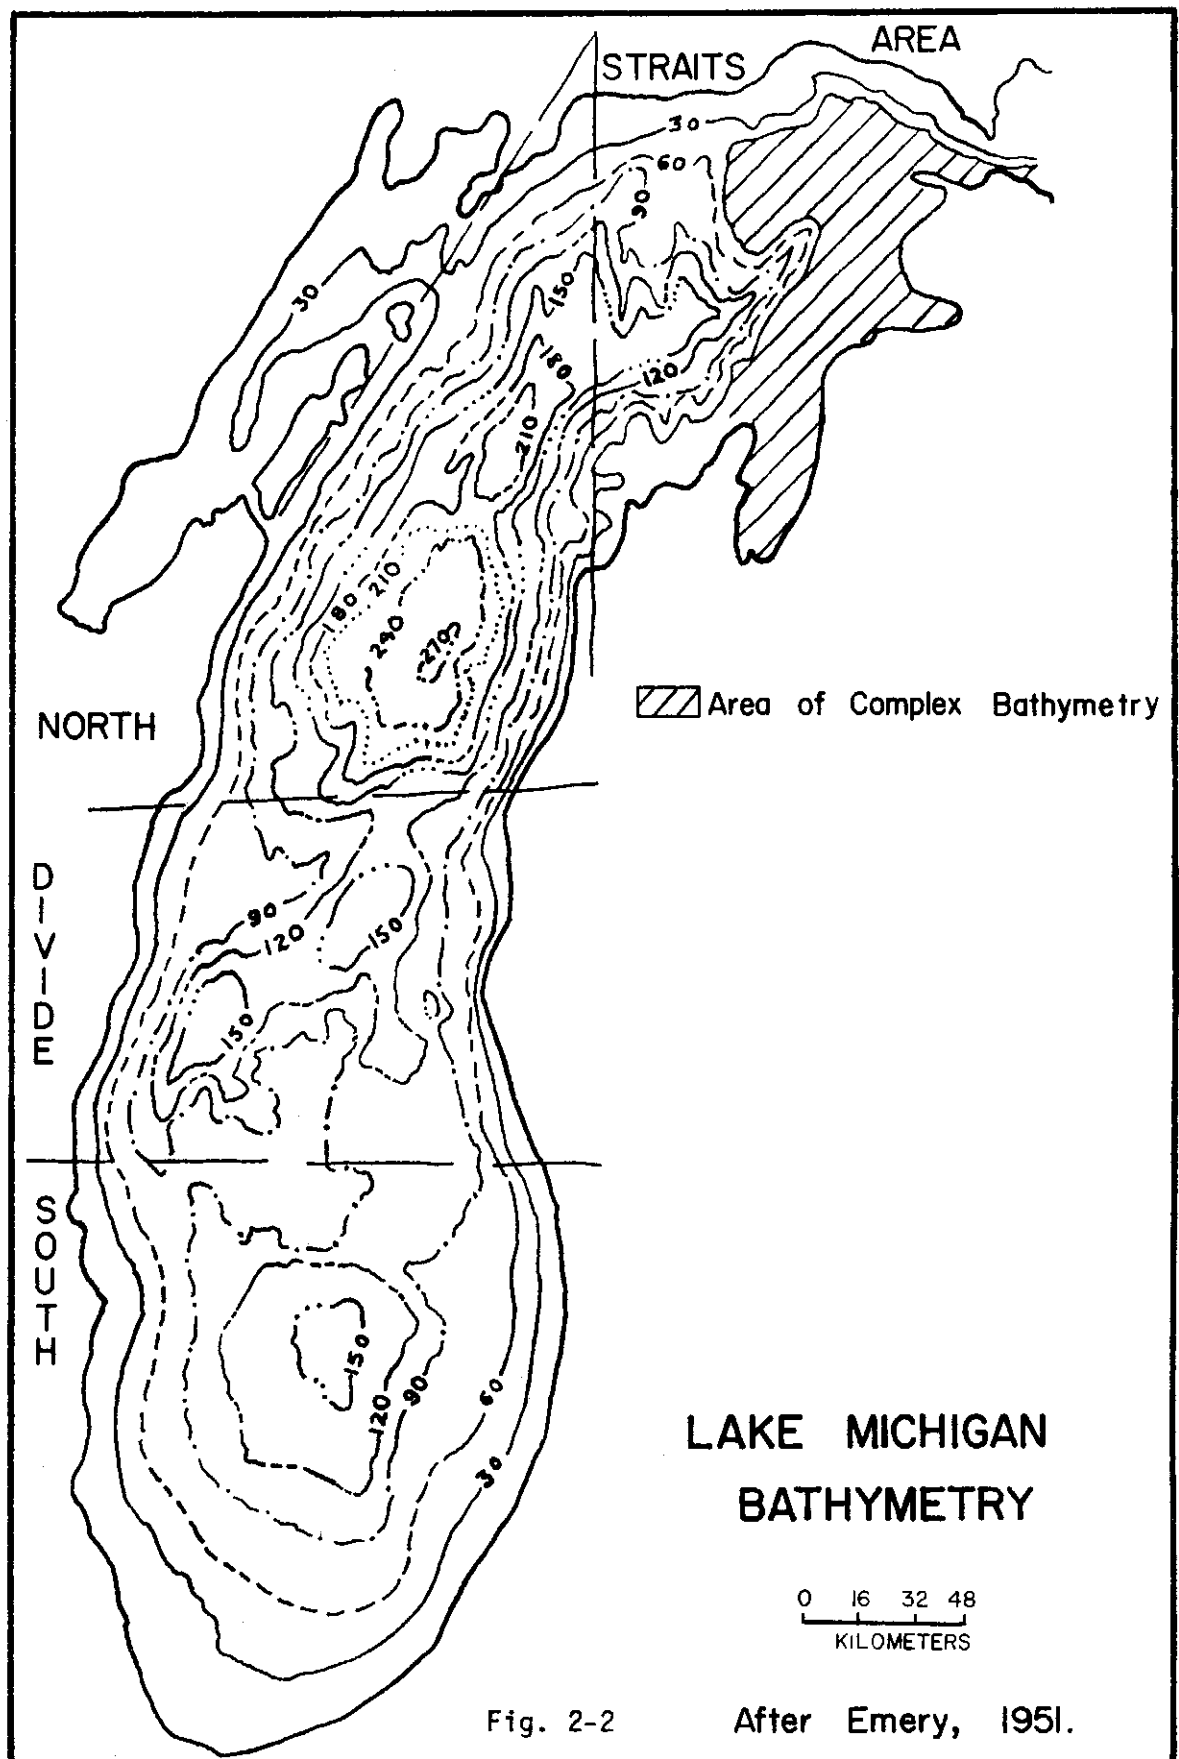 AREA
STRAITS
30
60
90
30
150
180
120
210
210
180
240
270
Area of Complex Bathymetry
NORTH
DIVIDE
90
120
150
150
SOUTH
150
120
90
60
30
LAKE MICHIGAN
BATHYMETRY
0 16 32 48
KILOMETERS
Fig. 2-2
After Emery, 1951.